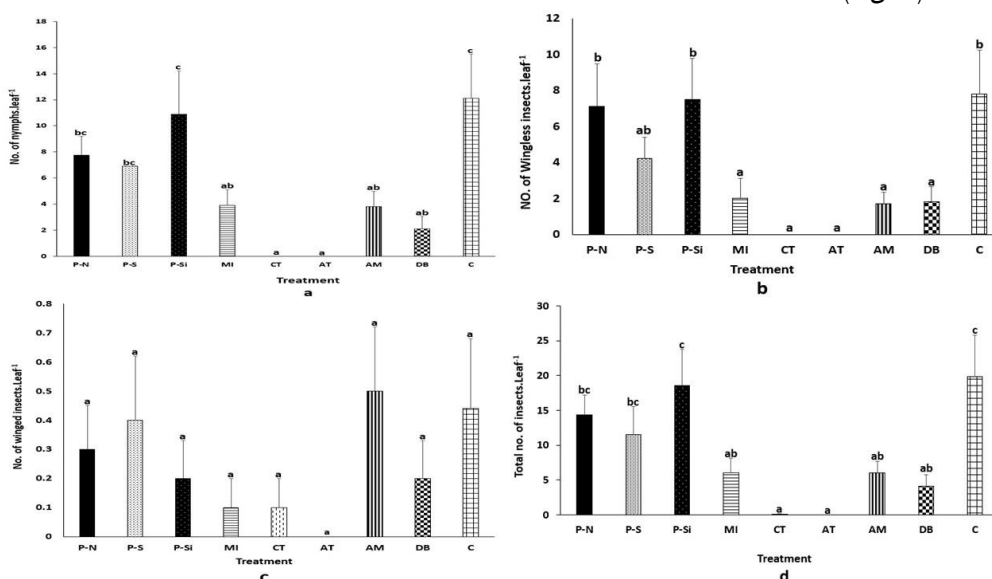 No. of nymphs.leaf-1
18
16
14
12
10
8
6
4
2
0
bc
bc
c
ab
a
a
ab
ab
c
P-N P-S P-Si MI CT AT AM DB C
Treatment
a
NO. of Wingless insects.leaf-1
12
10
8
6
4
2
0
b
ab
b
a
a
a
a
a
b
P-N P-S P-Si MI CT AT AM DB C
Treatment
b
No. of winged insects.Leaf-1
0.8
0.7
0.6
0.5
0.4
0.3
0.2
0.1
0
a
a
a
a
a
a
a
a
a
P-N P-S P-Si MI CT AT AM DB C
Treatment
c
Total no. of insects.Leaf-1
30
25
20
15
10
5
0
bc
bc
c
ab
a
a
ab
ab
c
P-N P-S P-Si MI CT AT AM DB C
Treatment
d